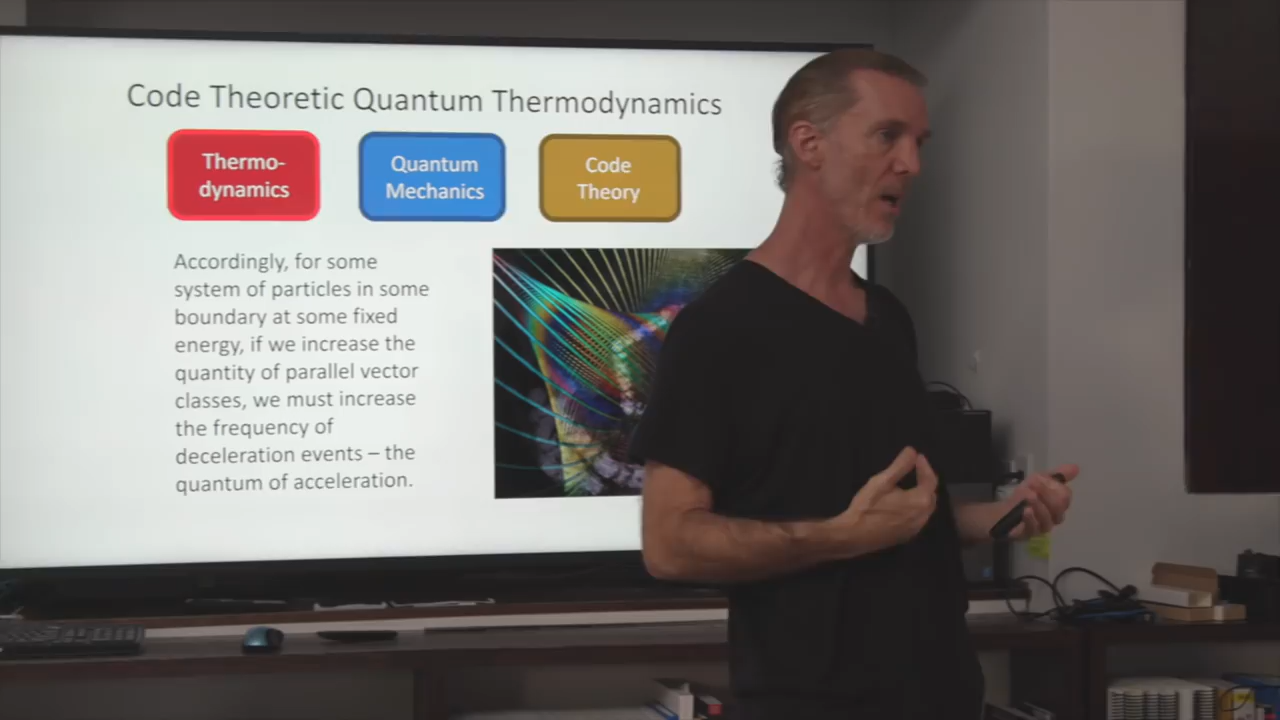 Code Theoretic Quantum Thermodynamics
Thermo-
dynamics
Quantum
Mechanics
Code
Theory
Accordingly, for some
system of particles in some
boundary at some fixed
energy, if we increase the
quantity of parallel vector
classes, we must increase
the frequency of
deceleration events – the
quantum of acceleration.